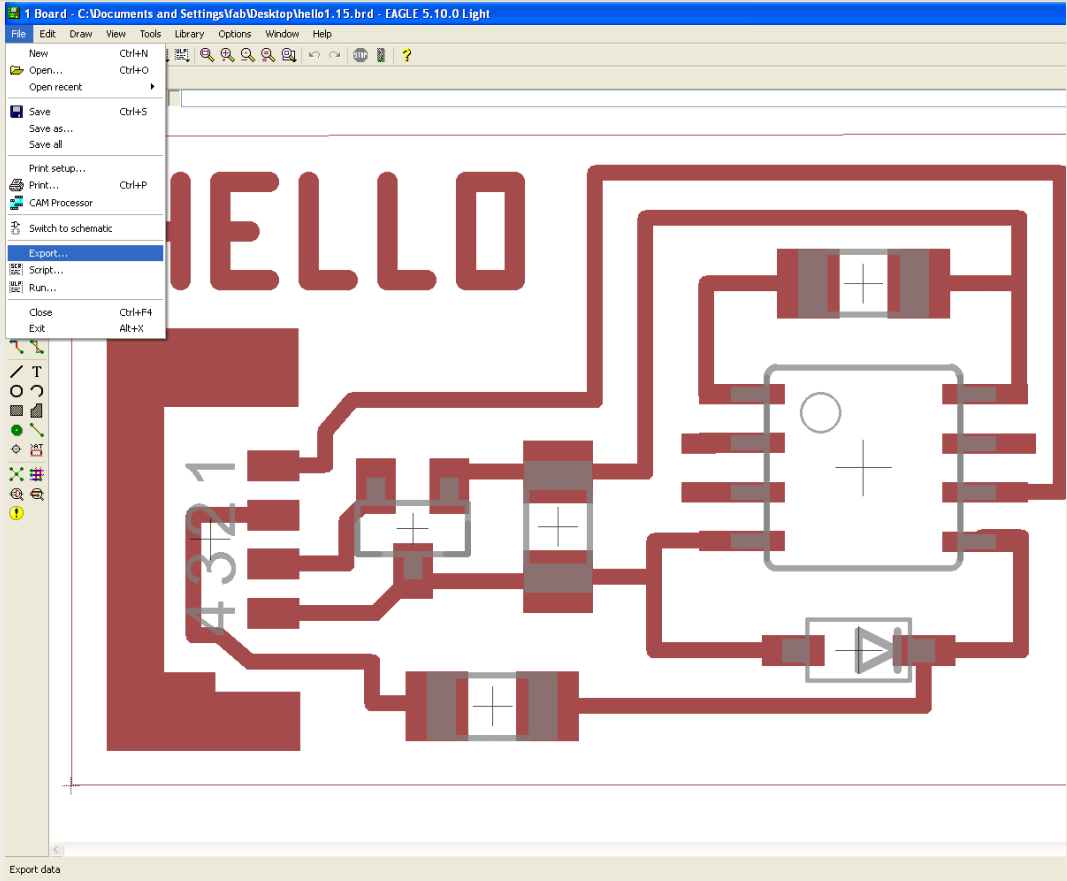 1 Board - C:\Documents and Settings\fab\Desktop\hello1.15.brd - EAGLE 5.10.0 Light
File Edit Draw View Tools Library Options Window Help
New Ctrl+N
Open... Ctrl+O
Open recent
Save Ctrl+S
Save as...
Save all
Print setup...
Print... Ctrl+P
CAM Processor
Switch to schematic
Export...
Script...
Run...
Close Ctrl+F4
Exit Alt+X
STOP
?
HELLO
1
2
3
4
T
Export data